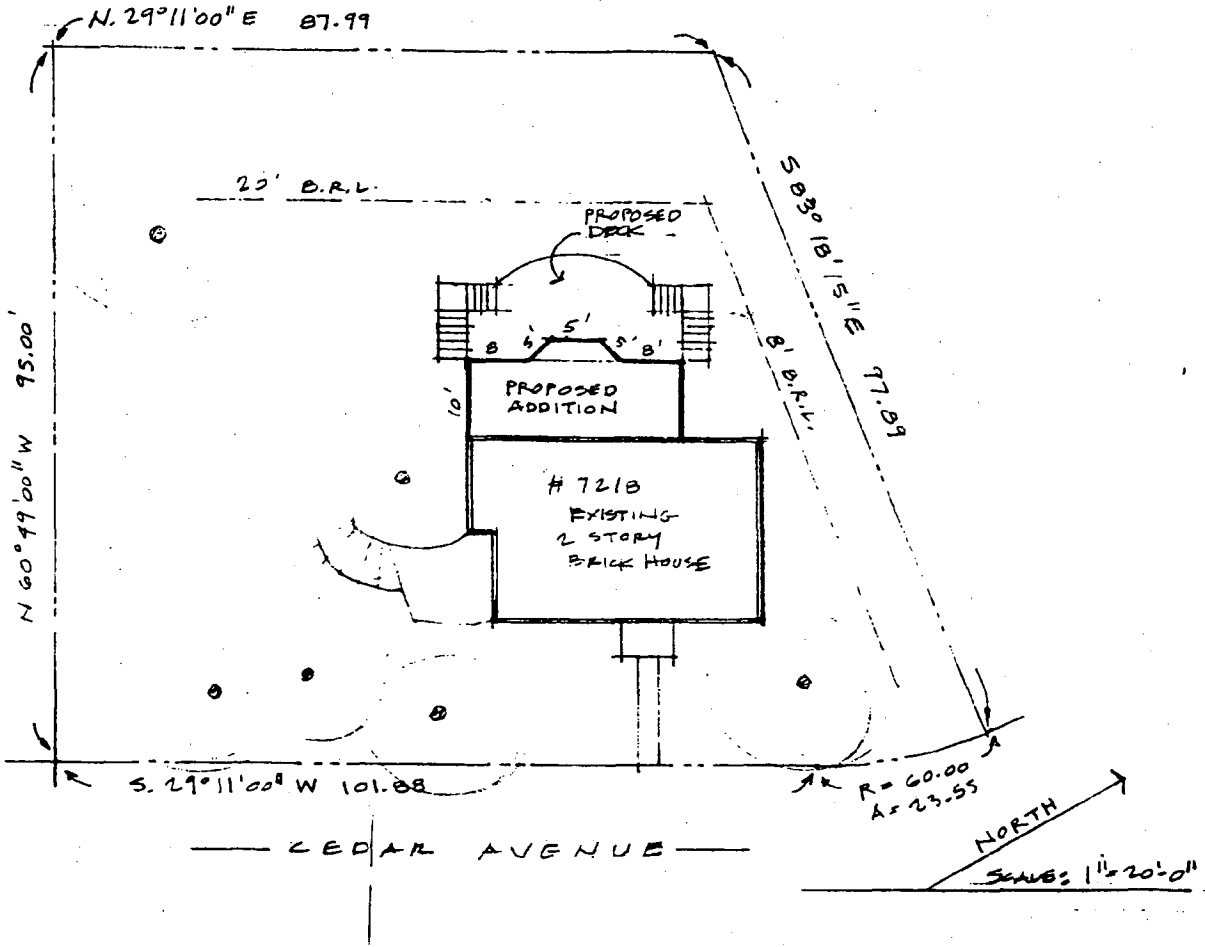 N. 29°11'00" E 87.99
S 83° 18' 15" E 97.89
20' B.R.L.
PROPOSED
DECK
8' B.R.L.
N 60°49'00" W 95.00'
8 5' 5' 5' 8'
10'
PROPOSED
ADDITION
# 7218
EXISTING
2 STORY
BRICK HOUSE
S. 29°11'00" W 101.88
R = 60.00
A = 23.55
A
CEDAR AVENUE
NORTH
SCALE: 1"=20'-0"